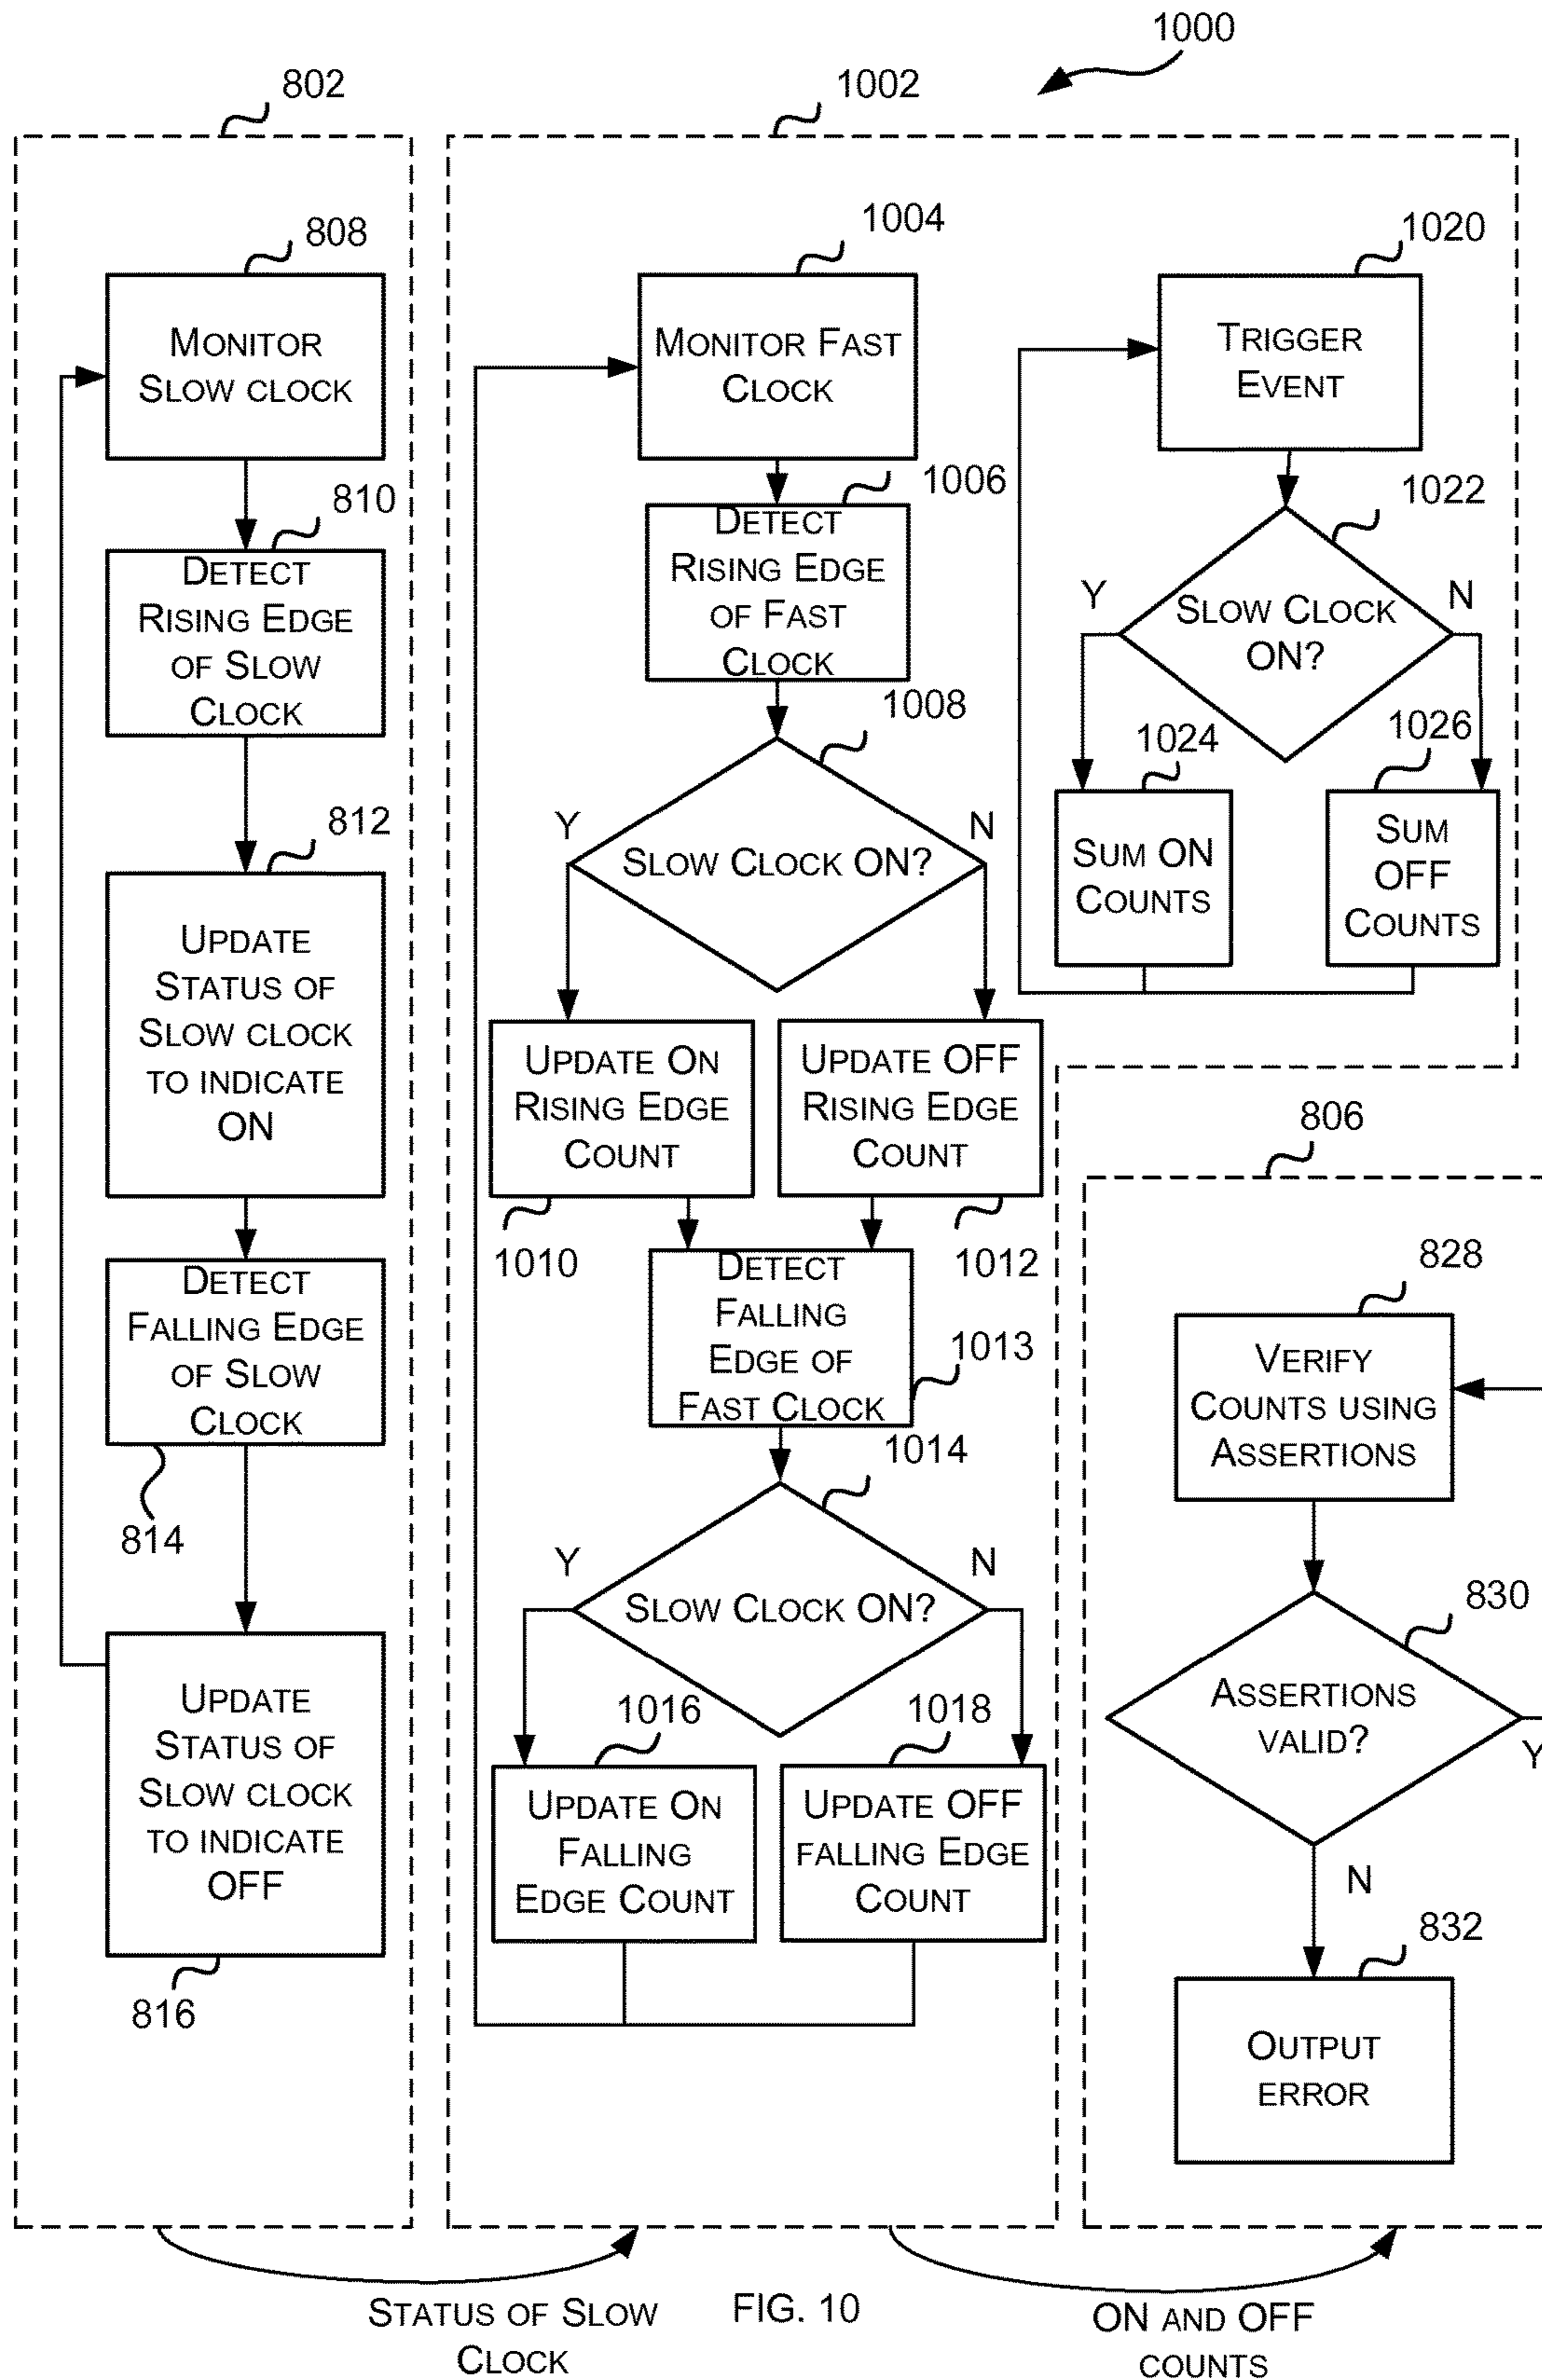 1000
802
1002
808
MONITOR
SLOW CLOCK
810
DETECT
RISING EDGE
OF SLOW
CLOCK
812
UPDATE
STATUS OF
SLOW CLOCK
TO INDICATE
ON
DETECT
FALLING EDGE
OF SLOW
CLOCK
814
UPDATE
STATUS OF
SLOW CLOCK
TO INDICATE
OFF
816
1004
MONITOR FAST
CLOCK
1006
DETECT
RISING EDGE
OF FAST
CLOCK
1008
Y
N
SLOW CLOCK ON?
UPDATE ON
RISING EDGE
COUNT
1010
UPDATE OFF
RISING EDGE
COUNT
1012
DETECT
FALLING
EDGE OF
FAST CLOCK
1013
1014
Y
N
SLOW CLOCK ON?
1016
UPDATE ON
FALLING
EDGE COUNT
1018
UPDATE OFF
FALLING EDGE
COUNT
1020
TRIGGER
EVENT
1022
Y
N
SLOW CLOCK
ON?
1024
SUM ON
COUNTS
1026
SUM
OFF
COUNTS
806
828
VERIFY
COUNTS USING
ASSERTIONS
830
ASSERTIONS
VALID?
Y
N
832
OUTPUT
ERROR
STATUS OF SLOW
CLOCK
FIG. 10
ON AND OFF
COUNTS